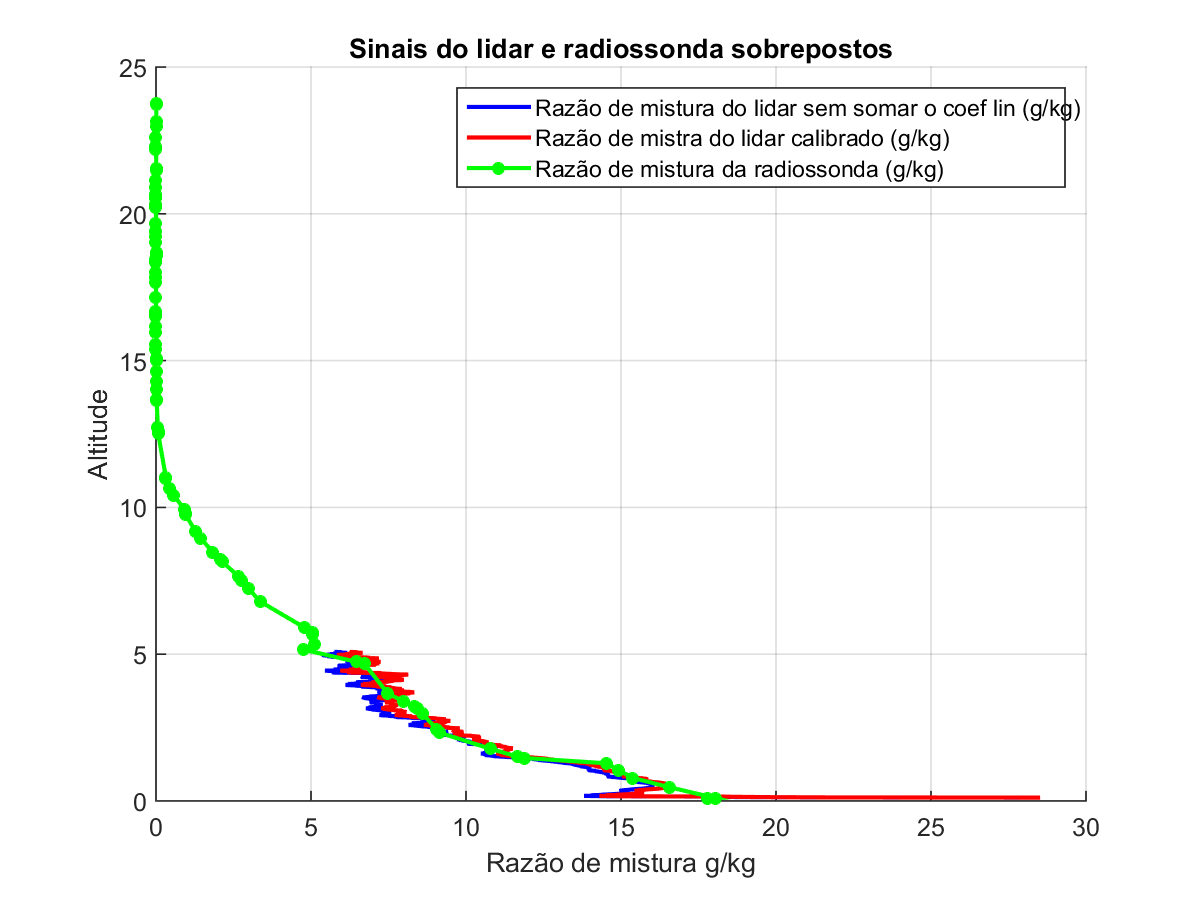 Sinais do lidar e radiossonda sobrepostos
25
Razão de mistura do lidar sem somar o coef lin (g/kg)
Razão de mistra do lidar calibrado (g/kg)
Razão de mistura da radiossonda (g/kg)
20
15
Altitude
10
5
0
0 5 10 15 20 25 30
Razão de mistura g/kg